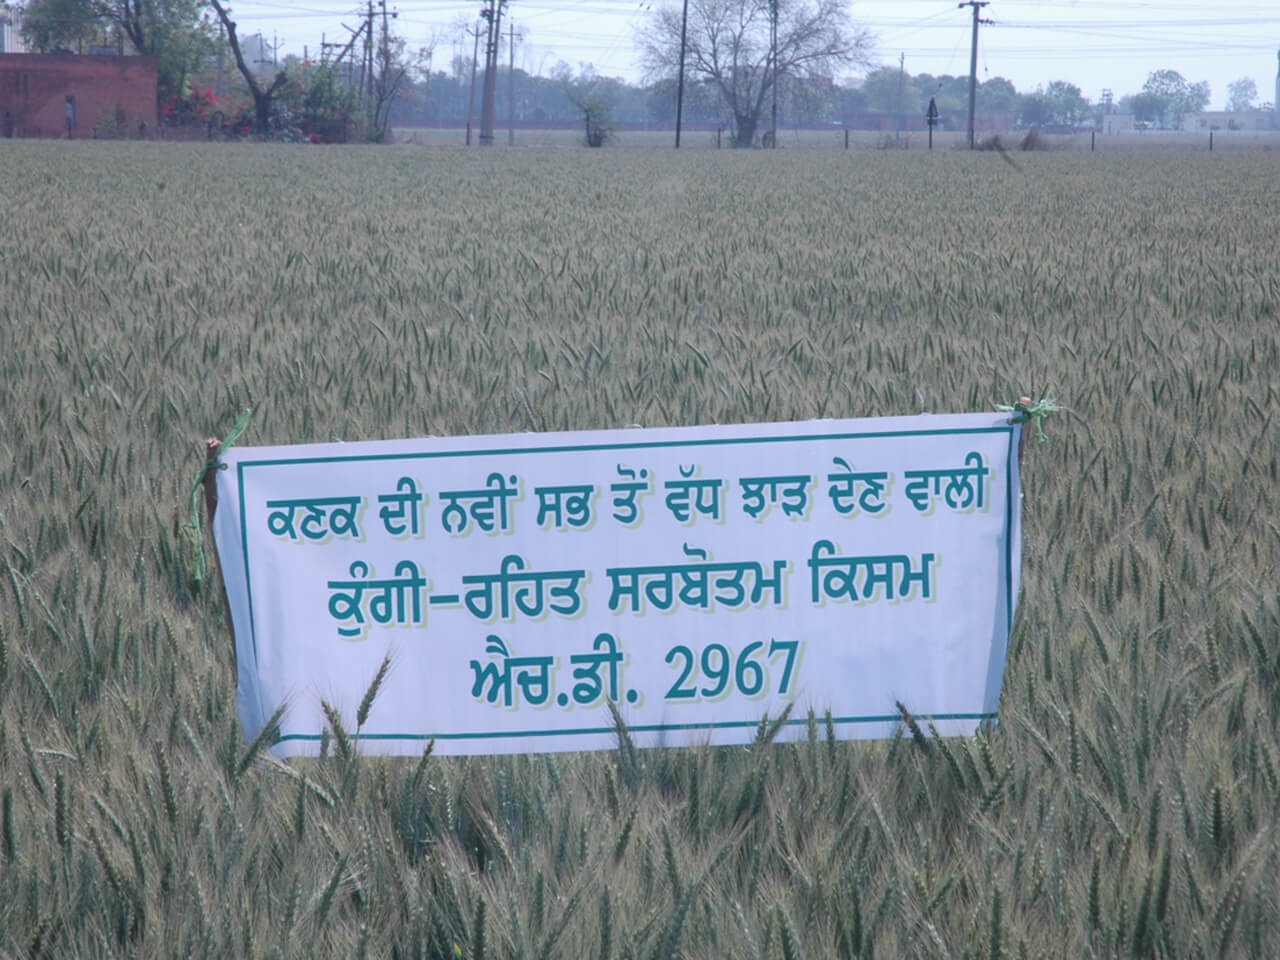 ਕਣਕ ਦੀ ਨਵੀਂ ਸਭ ਤੋਂ ਵੱਧ ਝਾੜ ਦੇਣ ਵਾਲੀ
ਕੁੰਗੀ-ਰਹਿਤ ਸਰਬੋਤਮ ਕਿਸਮ
ਐਚ.ਡੀ. 2967